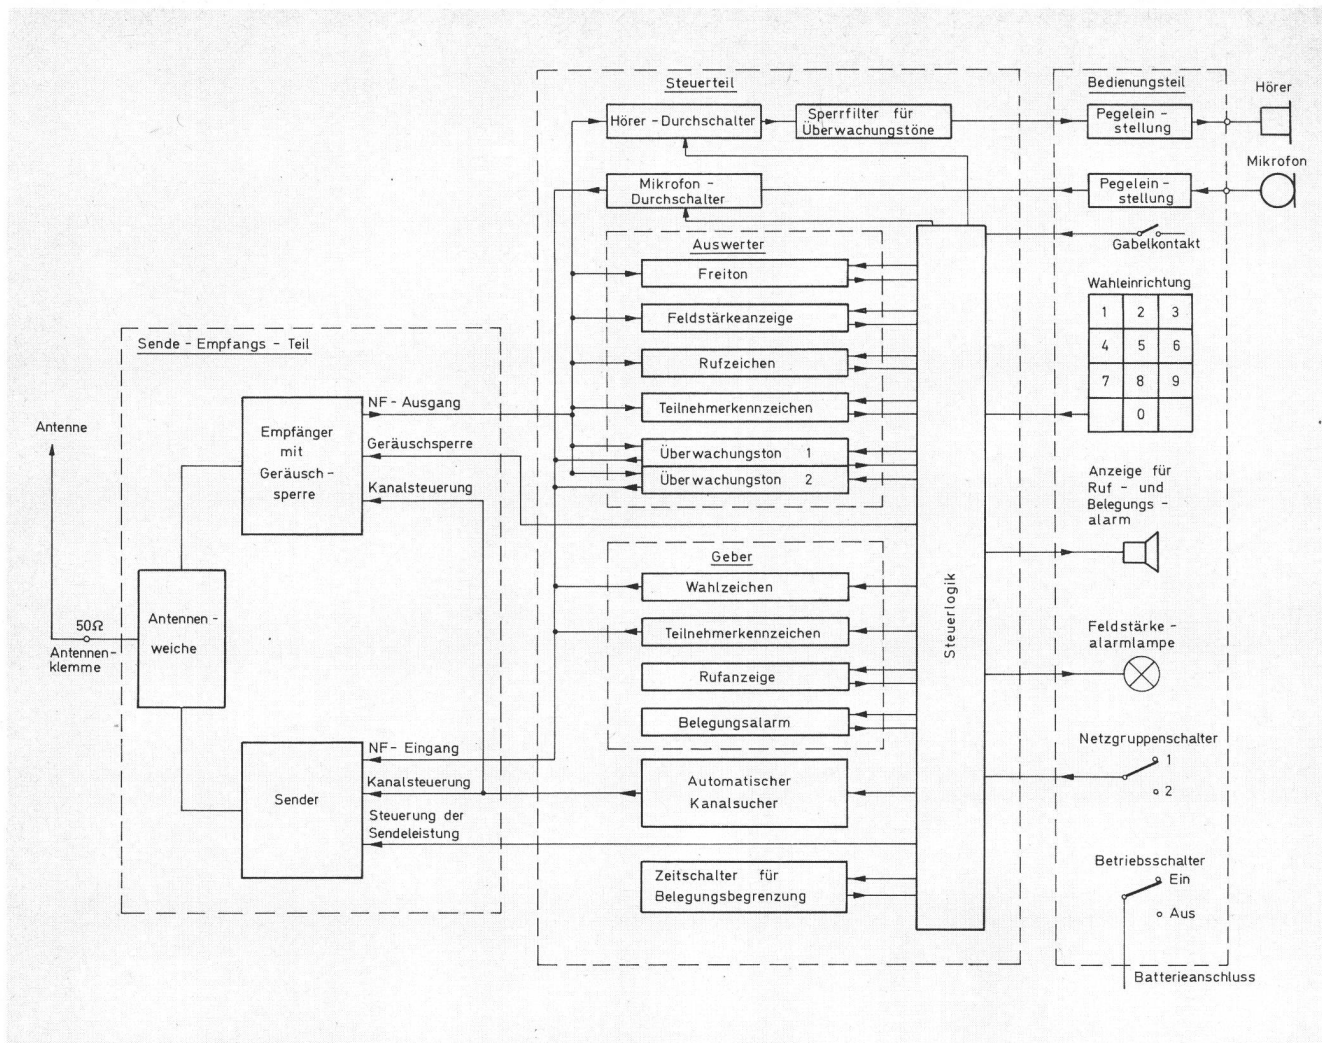 Steuerteil
Hörer - Durchschalter
Sperrfilter für
Überwachungstöne
Mikrofon -
Durchschalter
Auswerter
Freiton
Feldstärkeanzeige
Rufzeichen
Teilnehmerkennzeichen
Überwachungston 1
Überwachungston 2
Geber
Wahlzeichen
Teilnehmerkennzeichen
Rufanzeige
Belegungsalarm
Automatischer
Kanalsucher
Zeitschalter für
Belegungsbegrenzung
Steuerlogik
Bedienungsteil
Pegelein -
stellung
Hörer
Pegelein -
stellung
Mikrofon
Gabelkontakt
Wahleinrichtung
1 2 3
4 5 6
7 8 9
0
Anzeige für
Ruf - und
Belegungs -
alarm
Feldstärke -
alarmlampe
Netzgruppenschalter
1
2
Betriebsschalter
Ein
Aus
Batterieanschluss
Sende - Empfangs - Teil
Empfänger
mit
Geräusch -
sperre
NF - Ausgang
Geräuschsperre
Kanalsteuerung
Antenne
50Ω
Antennen-
klemme
Antennen -
weiche
Sender
NF - Eingang
Kanalsteuerung
Steuerung der
Sendeleistung